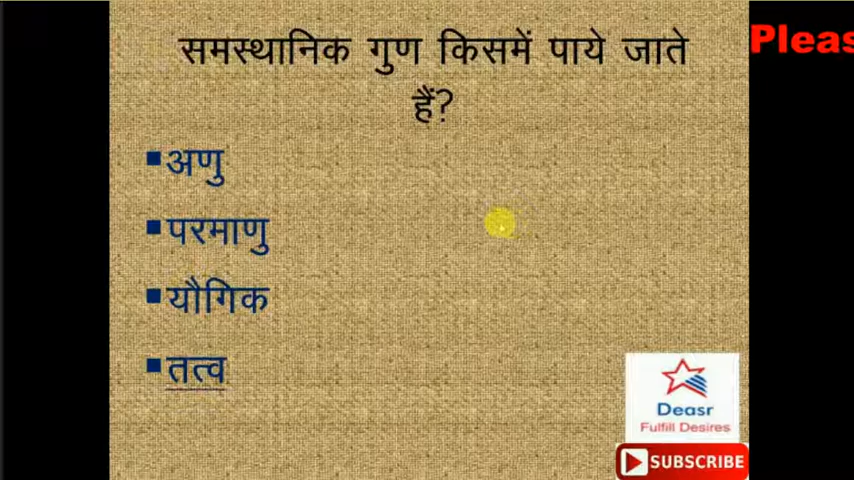 समस्थानिक गुण किसमें पाये जाते
हैं?
Pleas
▪अणु
▪परमाणु
▪यौगिक
▪तत्व
Deasr
Fulfill Desires
SUBSCRIBE